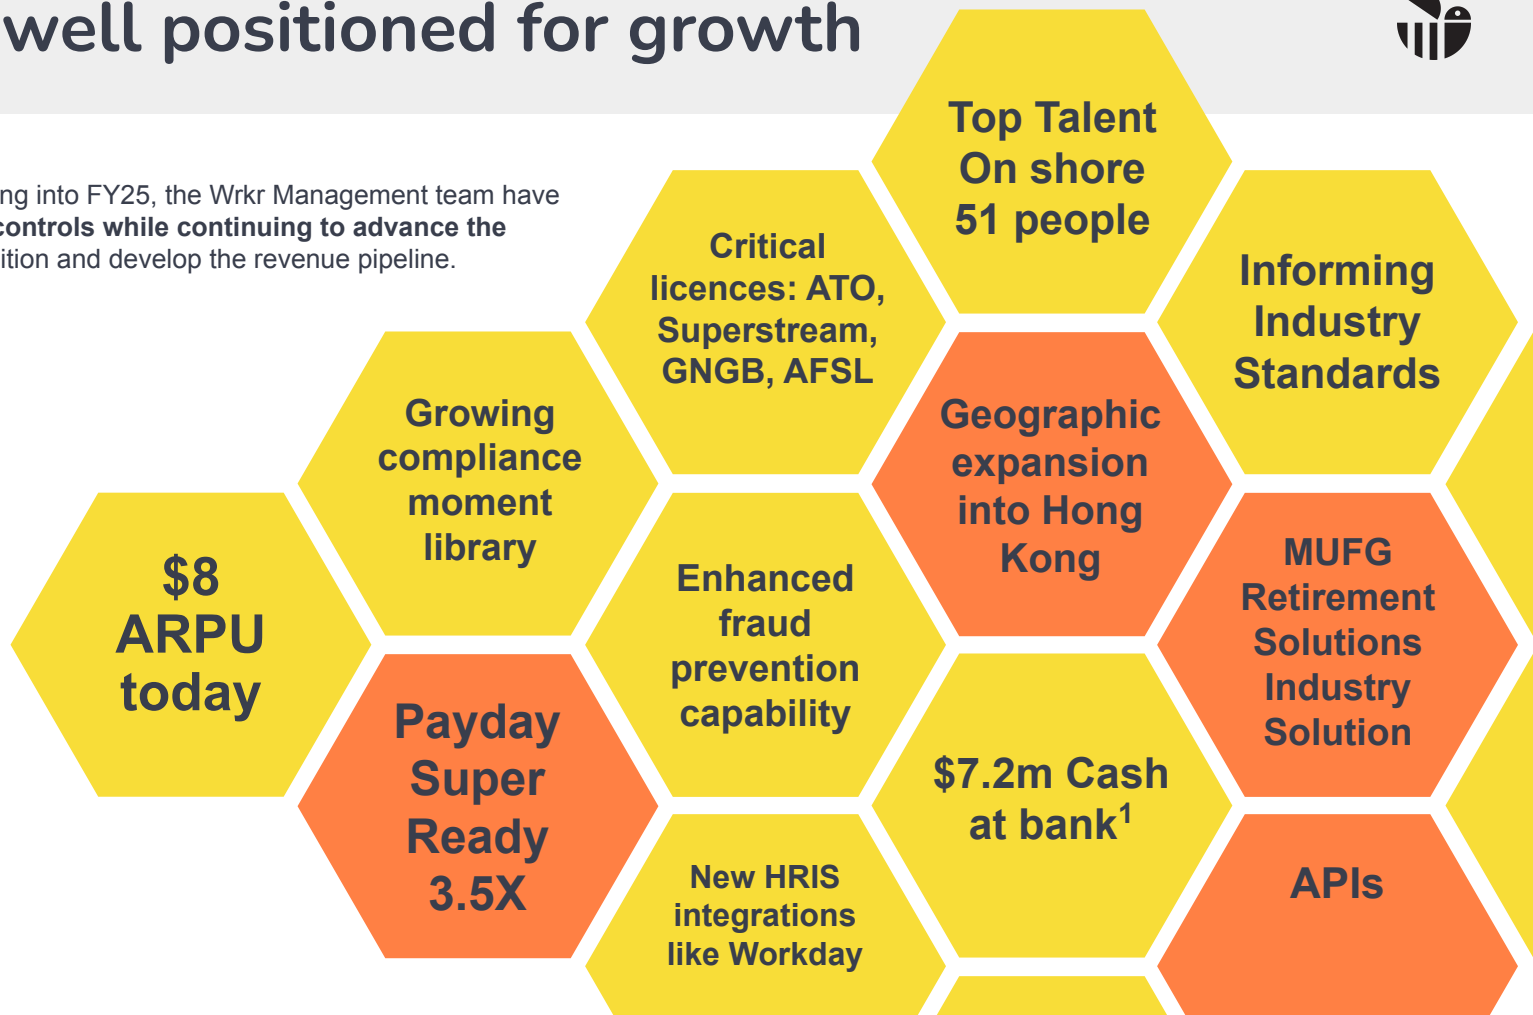 well positioned for growth
ng into FY25, the Wrkr Management team have
controls while continuing to advance the
ition and develop the revenue pipeline.
Top Talent
On shore
51 people
Critical
licences: ATO,
Superstream,
GNGB, AFSL
Informing
Industry
Standards
Growing
compliance
moment
library
Geographic
expansion
into Hong
Kong
$8
ARPU
today
Enhanced
fraud
prevention
capability
MUFG
Retirement
Solutions
Industry
Solution
Payday
Super
Ready
3.5X
$7.2m Cash
at bank¹
New HRIS
integrations
like Workday
APIs